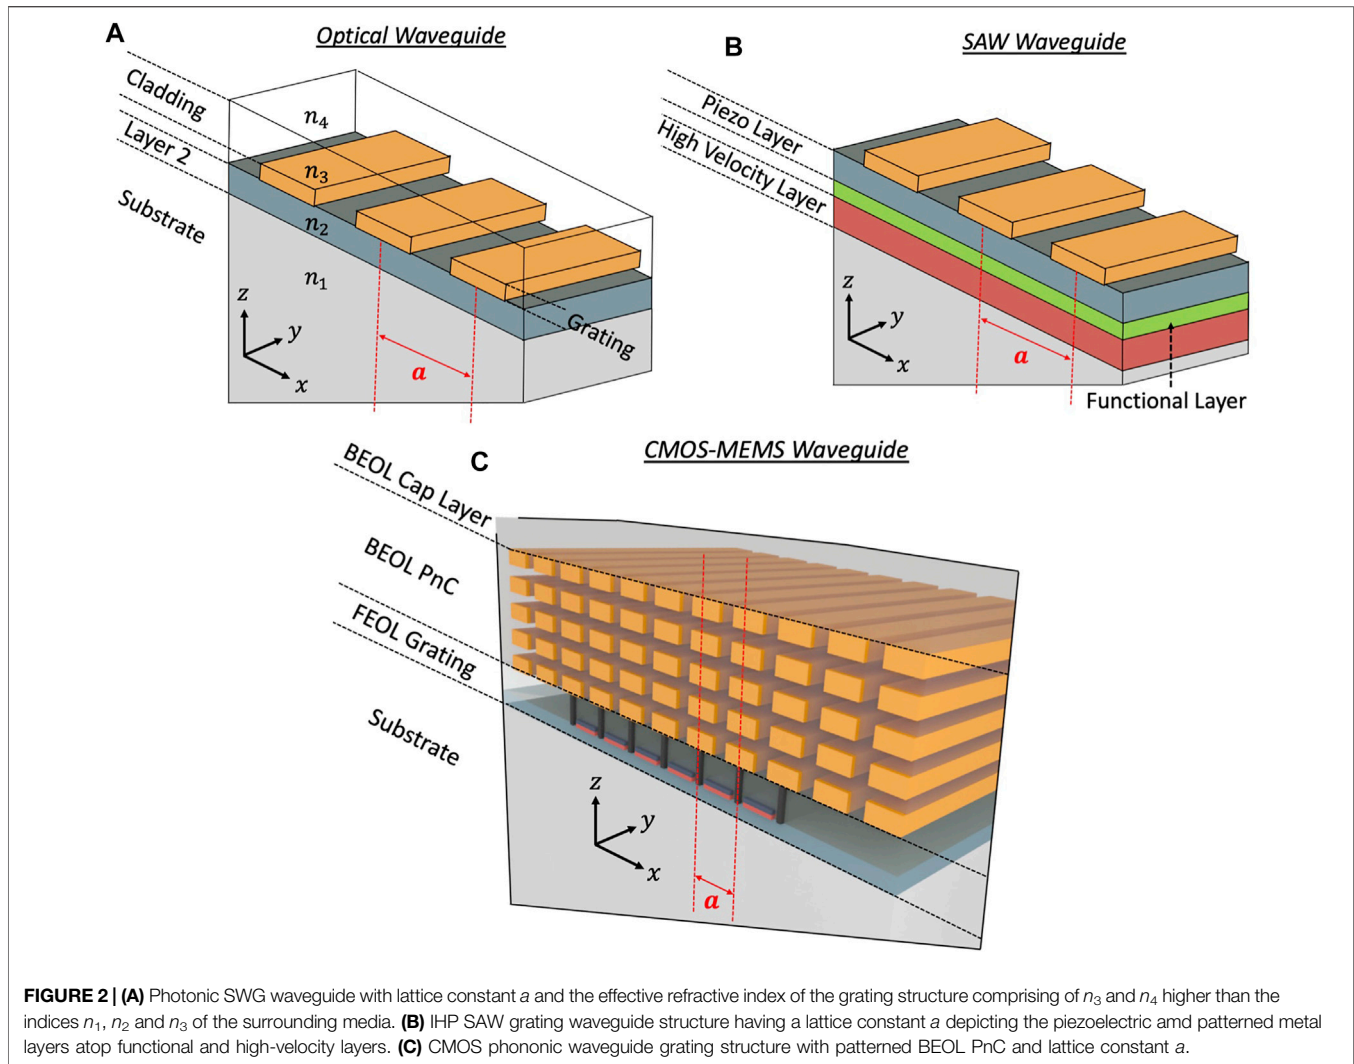 A
Optical Waveguide
Cladding
Layer 2
Substrate
n4
n3
n2
n1
z
y
x
a
Grating
B
SAW Waveguide
Piezo Layer
High Velocity Layer
z
y
x
a
Functional Layer
C
CMOS-MEMS Waveguide
BEOL Cap Layer
BEOL PnC
FEOL Grating
Substrate
z
y
x
a
FIGURE 2 | (A) Photonic SWG waveguide with lattice constant a and the effective refractive index of the grating structure comprising of n3 and n4 higher than the
indices n1, n2 and n3 of the surrounding media. (B) IHP SAW grating waveguide structure having a lattice constant a depicting the piezoelectric amd patterned metal
layers atop functional and high-velocity layers. (C) CMOS phononic waveguide grating structure with patterned BEOL PnC and lattice constant a.